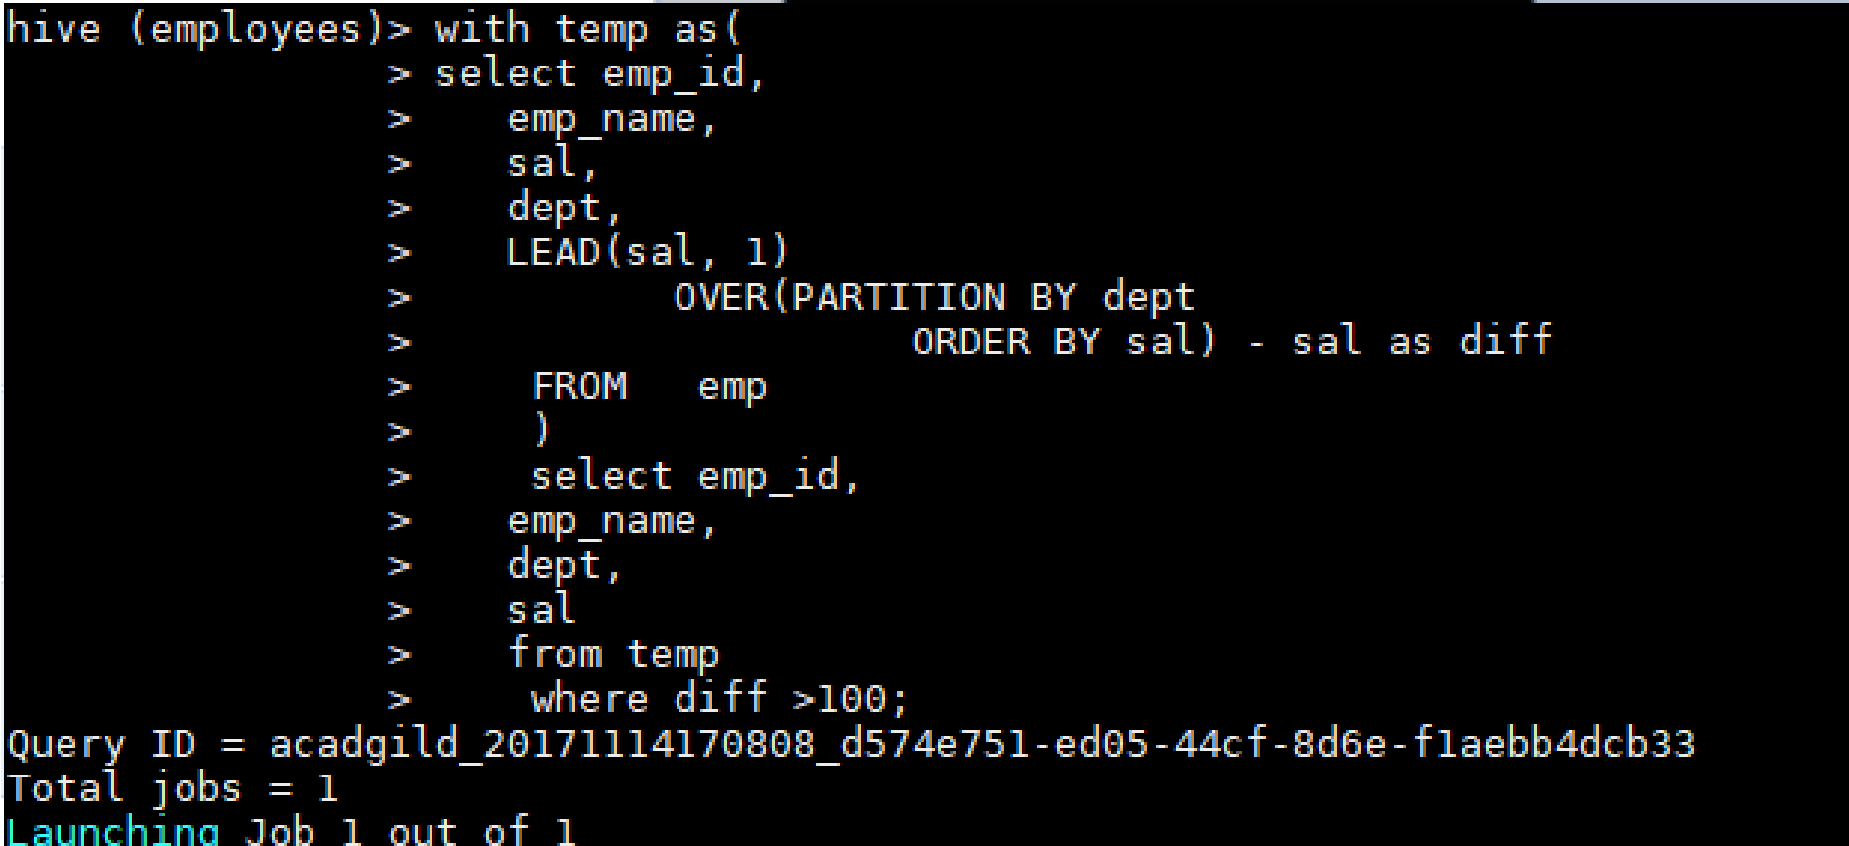 hive (employees)> with temp as(
> select emp_id,
> emp_name,
> sal,
> dept,
> LEAD(sal, 1)
> OVER(PARTITION BY dept
> ORDER BY sal) - sal as diff
> FROM emp
> )
> select emp_id,
> emp_name,
> dept,
> sal
> from temp
> where diff >100;
Query ID = acadgild_20171114170808_d574e751-ed05-44cf-8d6e-f1aebb4dcb33
Total jobs = 1
Launching Job 1 out of 1